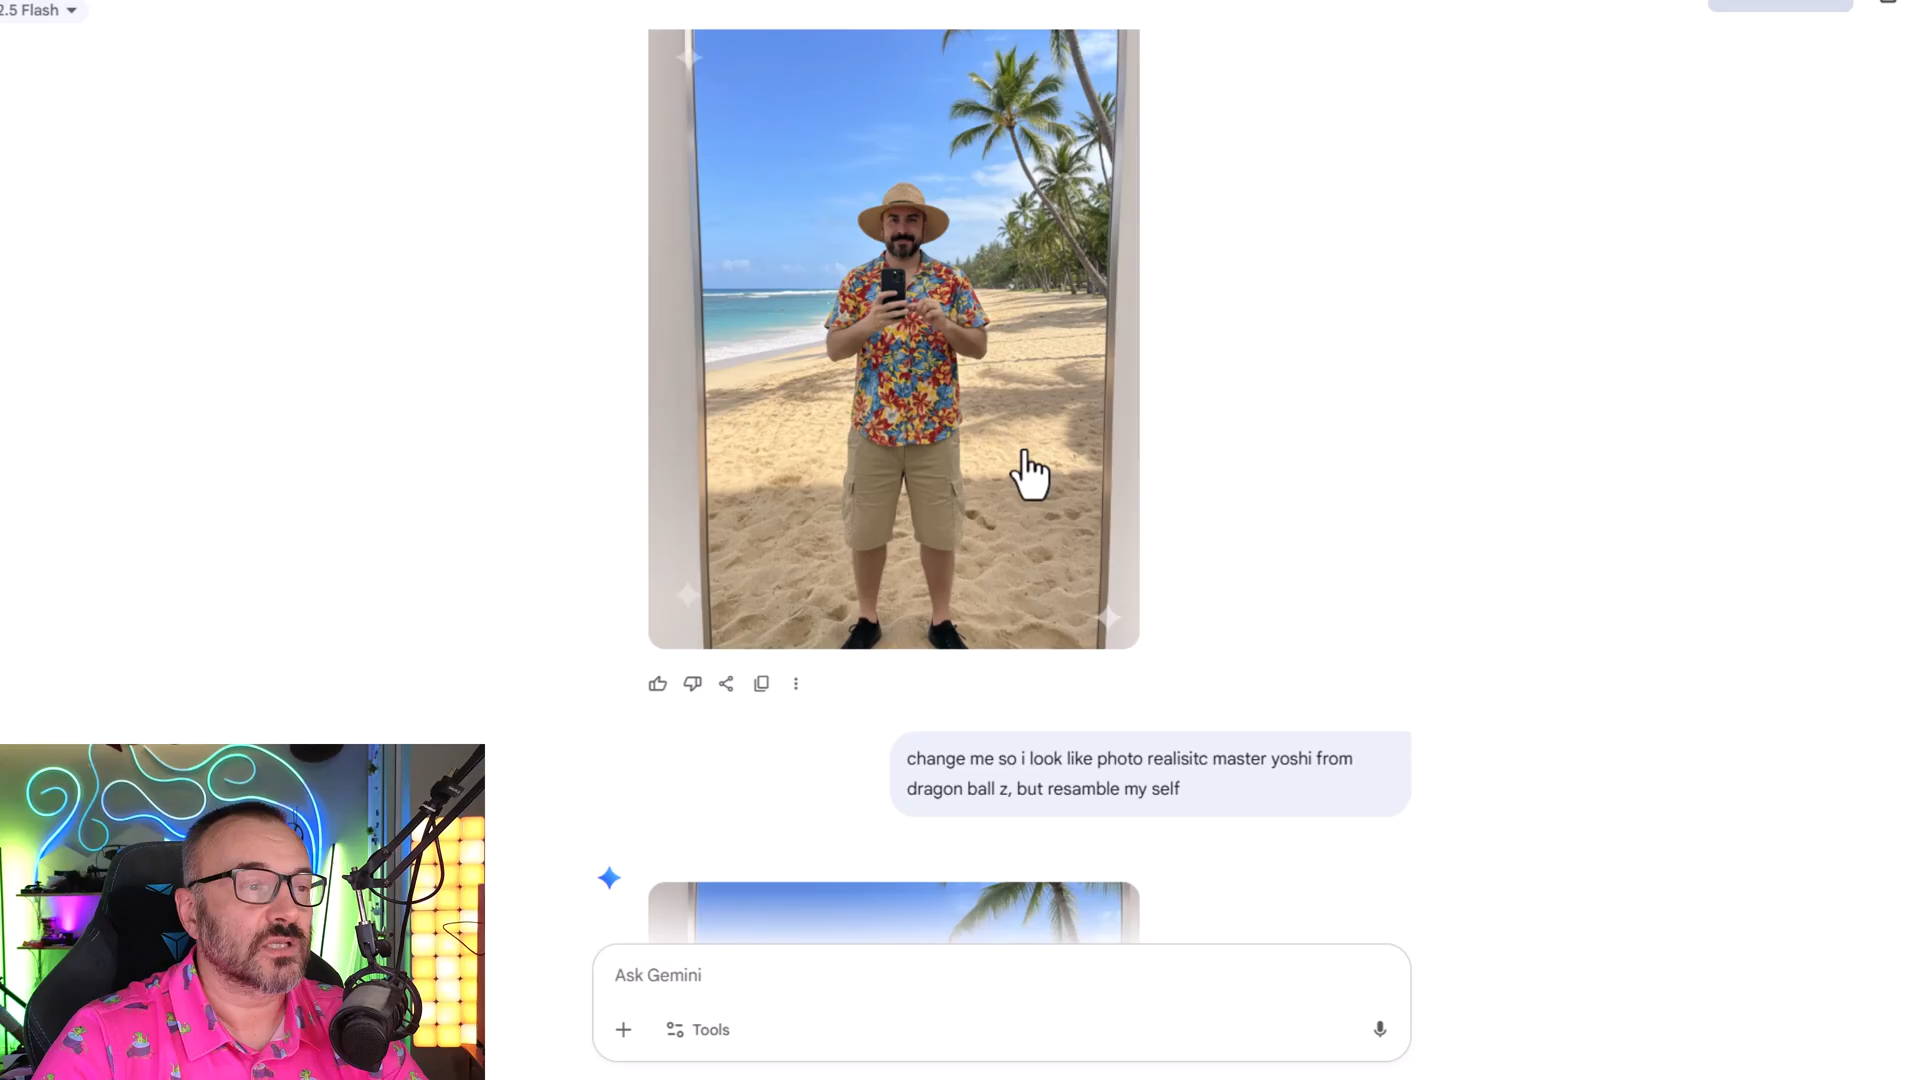 2.5 Flash
change me so i look like photo realisitc master yoshi from
dragon ball z, but resamble my self
Ask Gemini
Tools